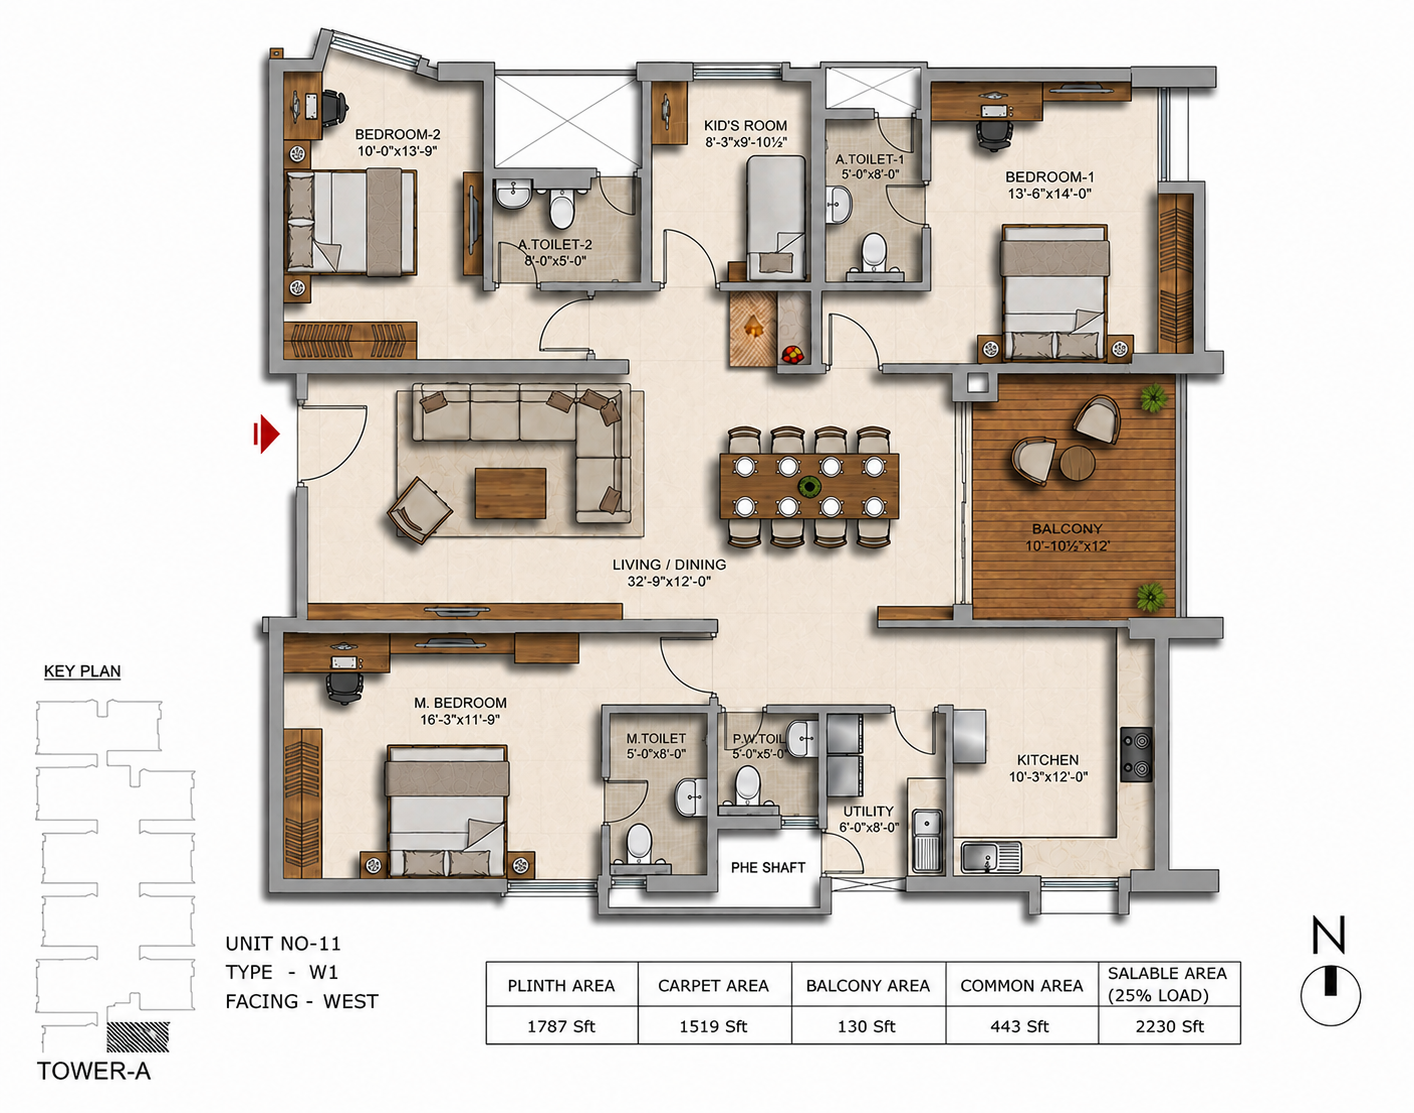 BEDROOM-2
10'-0"x13'-9"
KID'S ROOM
8'-3"x9'-10½"
A.TOILET-1
5'-0"x8'-0"
BEDROOM-1
13'-6"x14'-0"
A.TOILET-2
8'-0"x5'-0"
BALCONY
10'-10½"x12'
LIVING / DINING
32'-9"x12'-0"
KEY PLAN
M. BEDROOM
16'-3"x11'-9"
M.TOILET
5'-0"x8'-0"
P.W.TOIL
5'-0"x5'-0"
KITCHEN
10'-3"x12'-0"
UTILITY
6'-0"x8'-0"
PHE SHAFT
UNIT NO-11
TYPE - W1
FACING - WEST
TOWER-A
PLINTH AREA CARPET AREA BALCONY AREA COMMON AREA SALABLE AREA
(25% LOAD)
1787 Sft 1519 Sft 130 Sft 443 Sft 2230 Sft
N